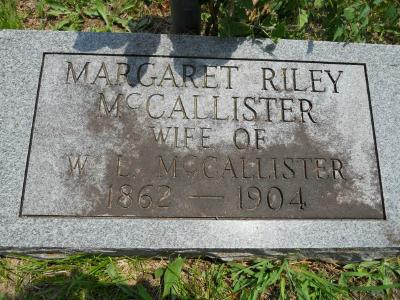 MARGARET RILEY
McCALLISTER
WIFE OF
W. L. McCALLISTER
1862 — 1904